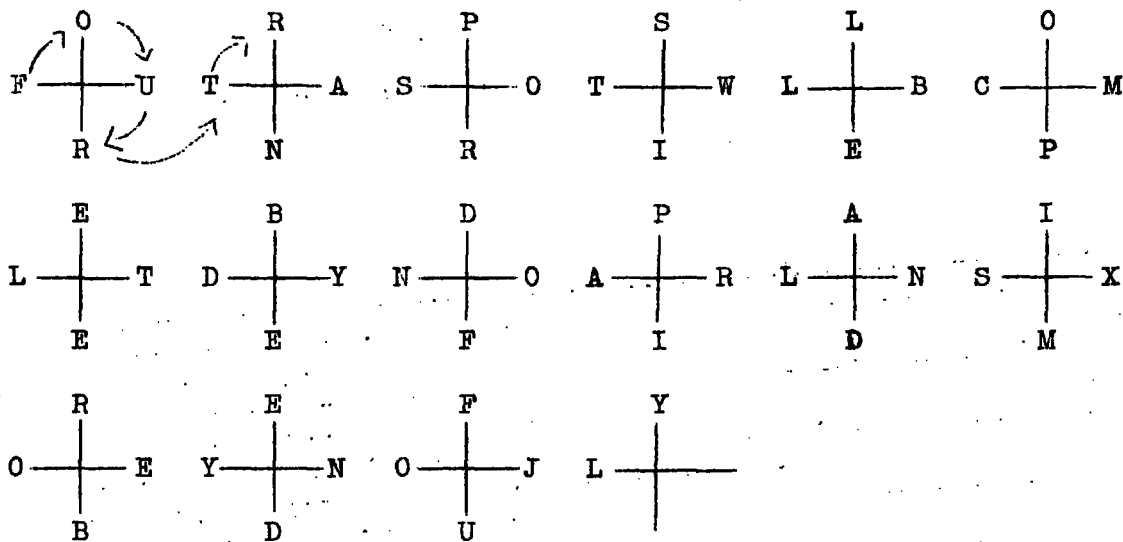 O R P S L O
F U T A S O T W L B C M
R N R I E P
E B D P A I
L T D Y N O A R L N S X
E E F I D M
R E F Y
O E Y N O J L
B D U